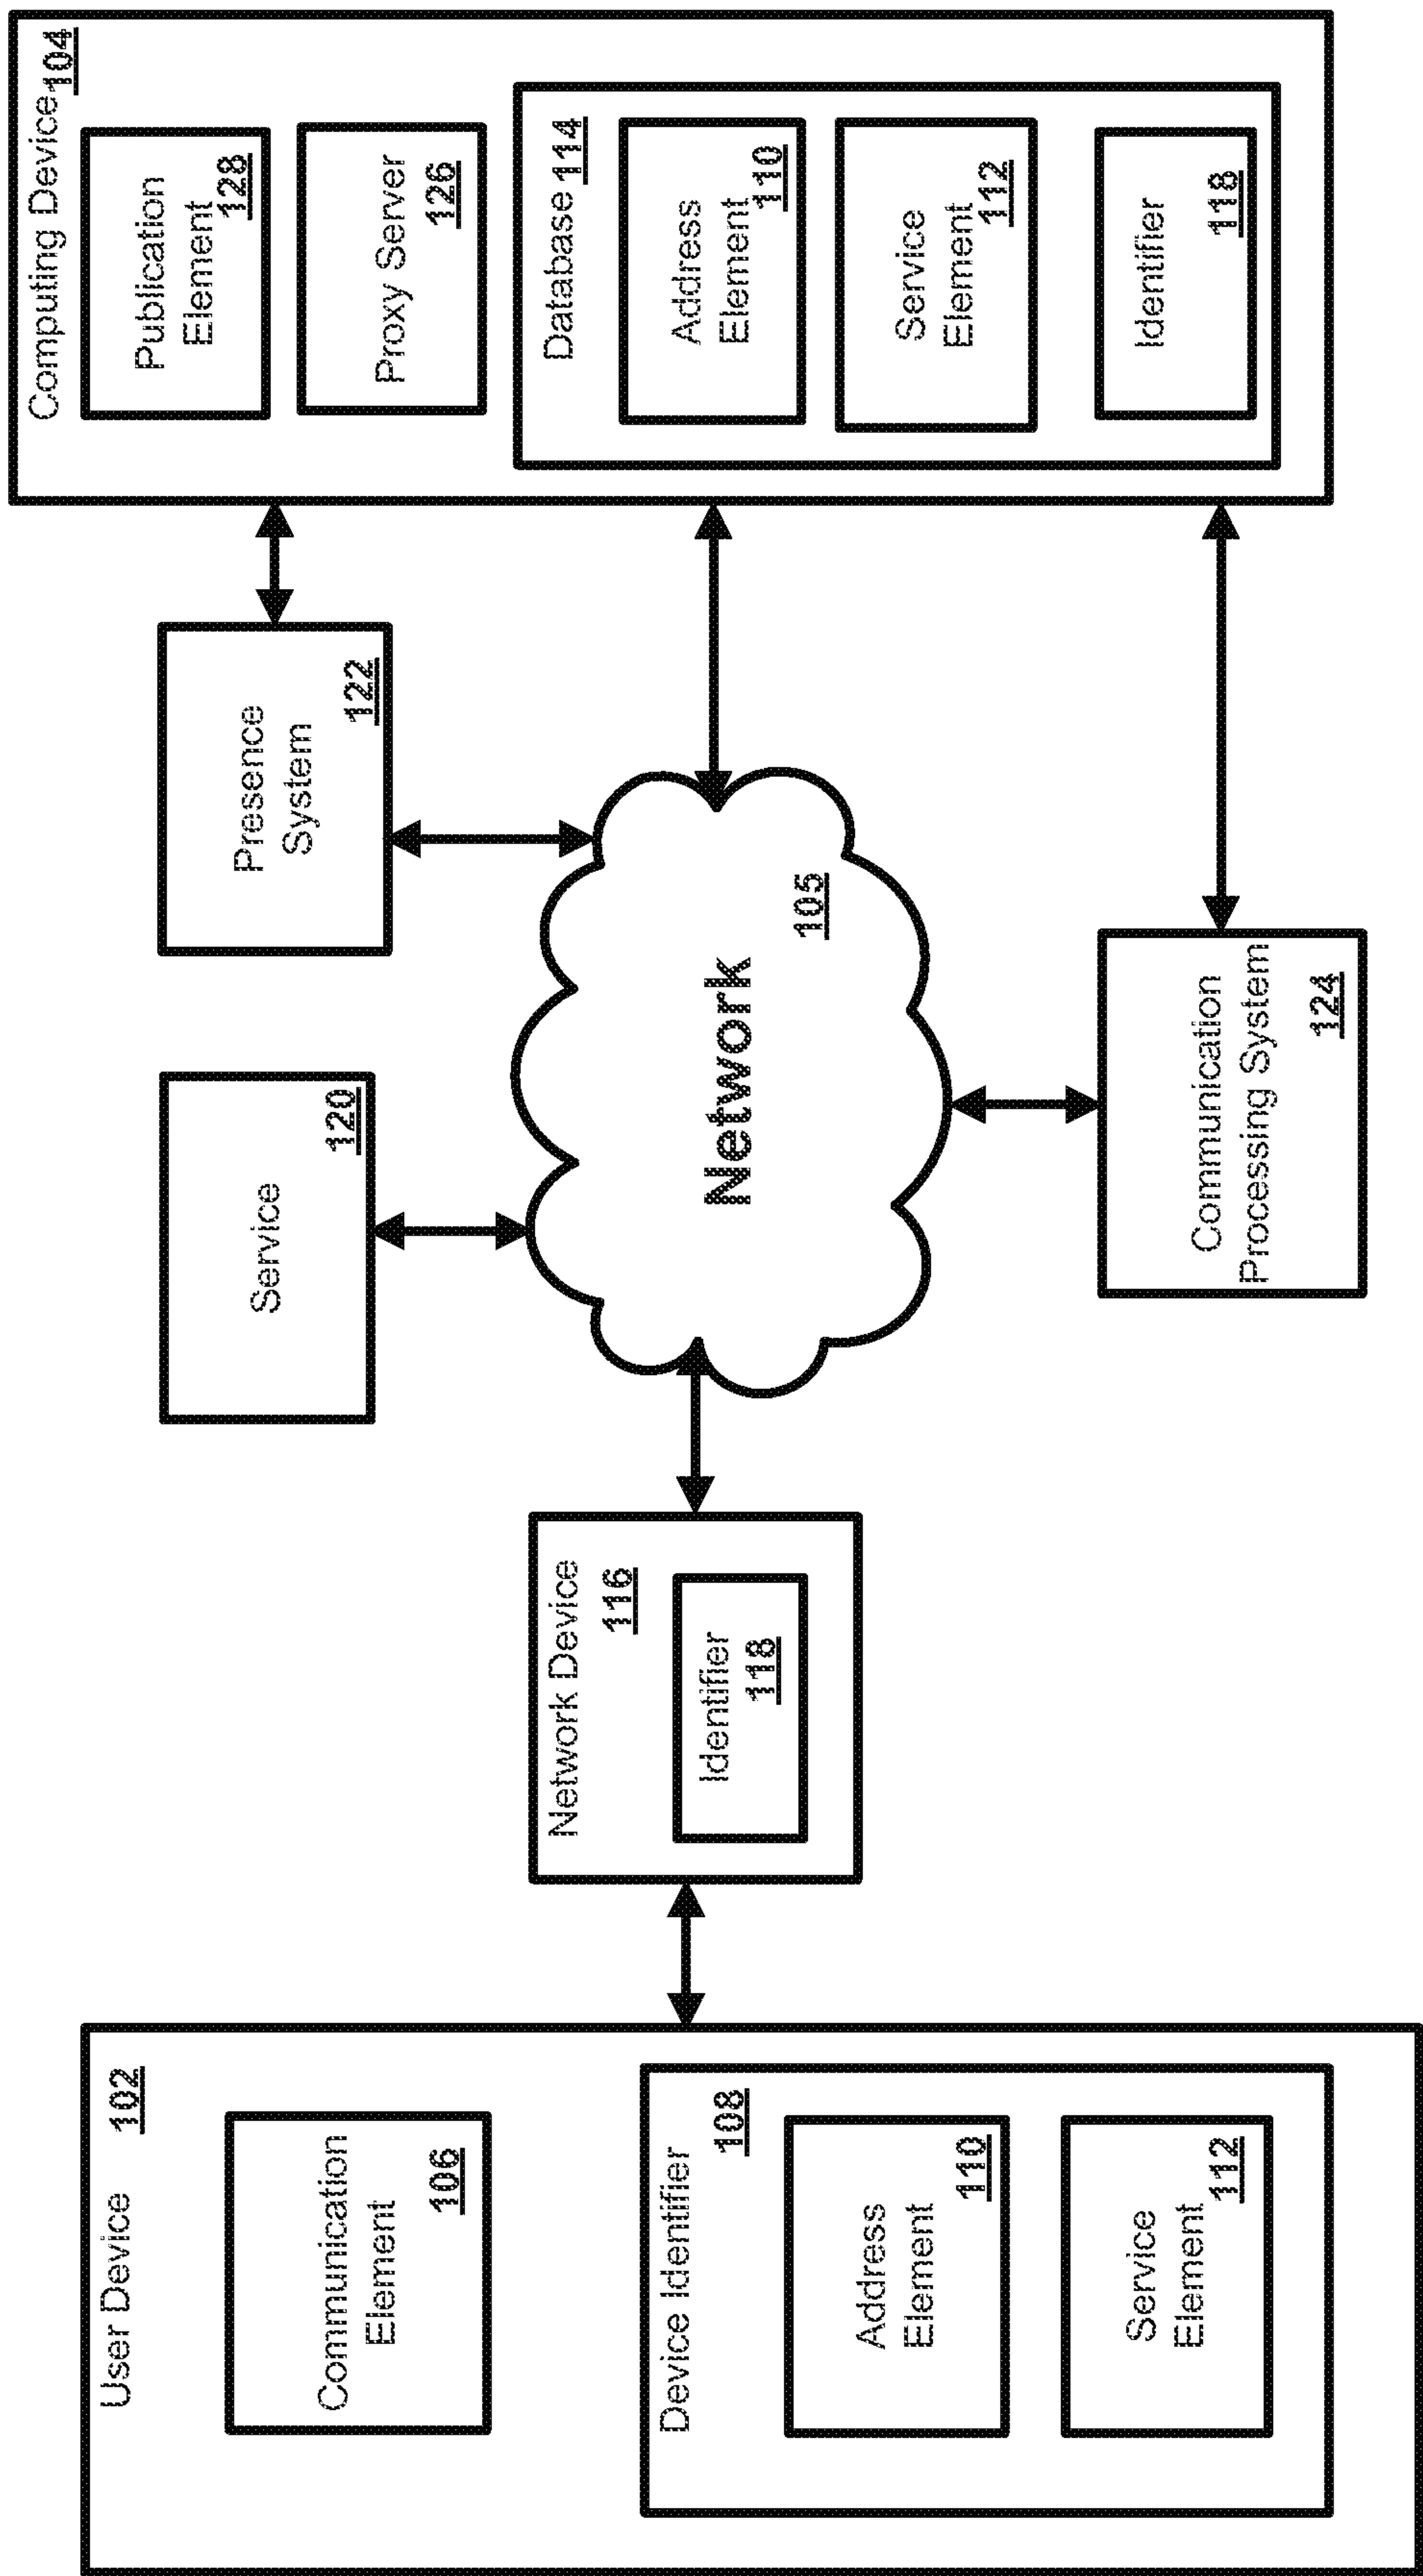 User Device
102
Communication
Element
106
Device Identifier
108
Address
Element
110
Service
Element
112
Network Device
116
Identifier
118
Service
120
Presence
System
122
Network
105
Communication
Processing System
124
Computing Device 104
Publication
Element
128
Proxy Server
126
Database 114
Address
Element
110
Service
Element
112
Identifier
118